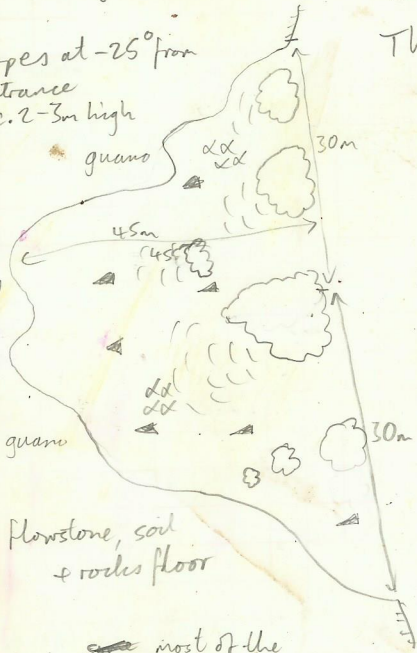 pes at -25° from
trance
c. 2-3m high
Th
guano
30m
45m
(45°
guano
30m
flowstone, soil
+ rocks floor
most of the